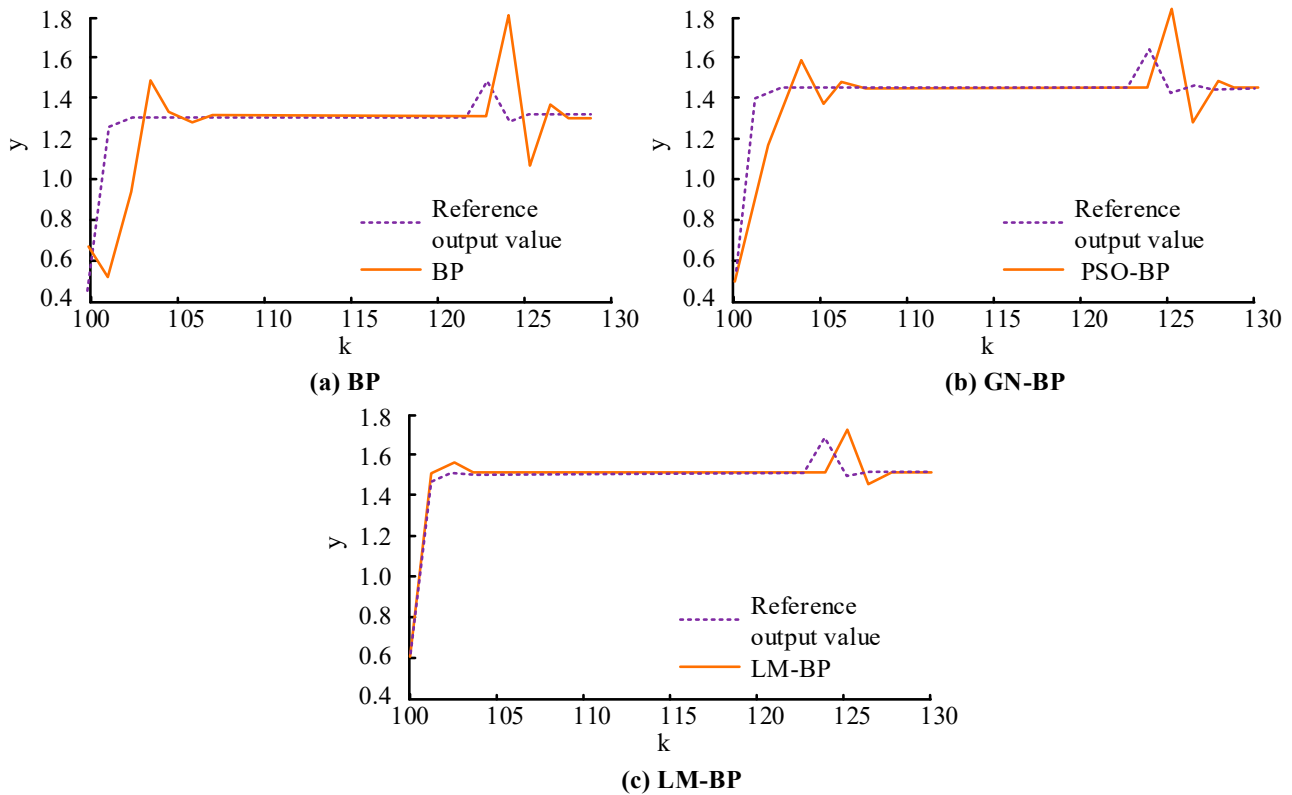 1.8
1.6
1.4
1.2
1.0
0.8
0.6
0.4
y
Reference
output value
BP
100 105 110 115 120 125 130
k
(a) BP
1.8
1.6
1.4
1.2
1.0
0.8
0.6
0.4
y
Reference
output value
PSO-BP
100 105 110 115 120 125 130
k
(b) GN-BP
1.8
1.6
1.4
1.2
1.0
0.8
0.6
0.4
y
Reference
output value
LM-BP
100 105 110 115 120 125 130
k
(c) LM-BP